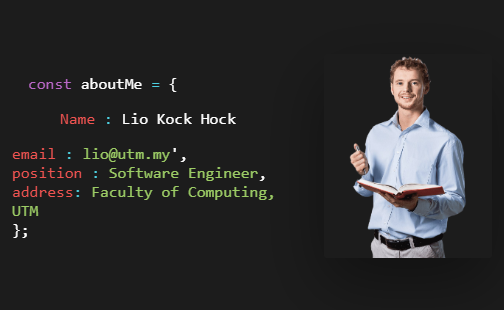 const aboutMe = {
Name : Lio Kock Hock
email : lio@utm.my',
position : Software Engineer,
address: Faculty of Computing,
UTM
};